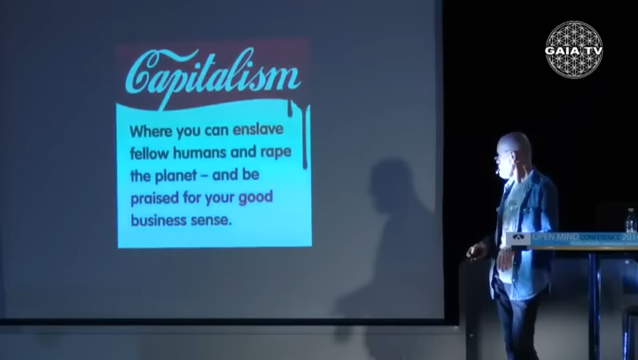 GAIA.TV
Capitalism
Where you can enslave
fellow humans and rape
the planet – and be
praised for your good
business sense.
OPEN MIND CONFERENCE